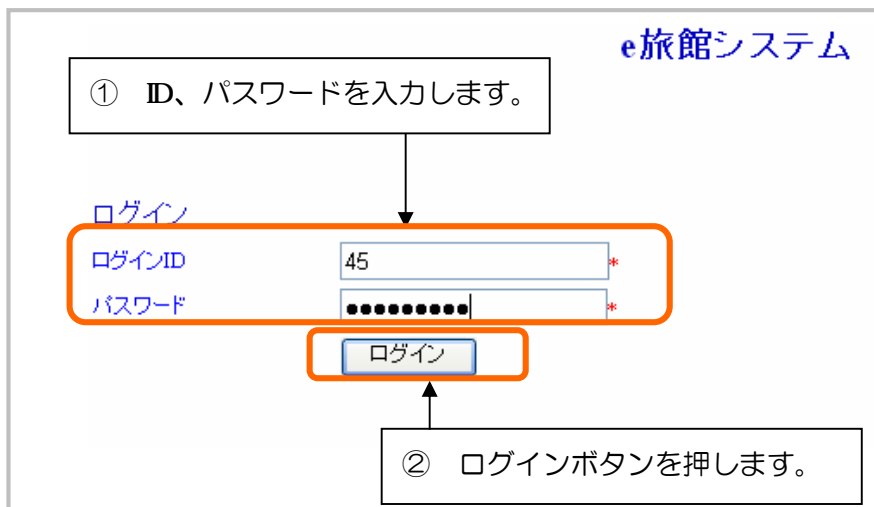 e旅館システム
① ID、パスワードを入力します。
ログイン
ログインID 45 *
パスワード ●●●●●●●●● *
ログイン
② ログインボタンを押します。